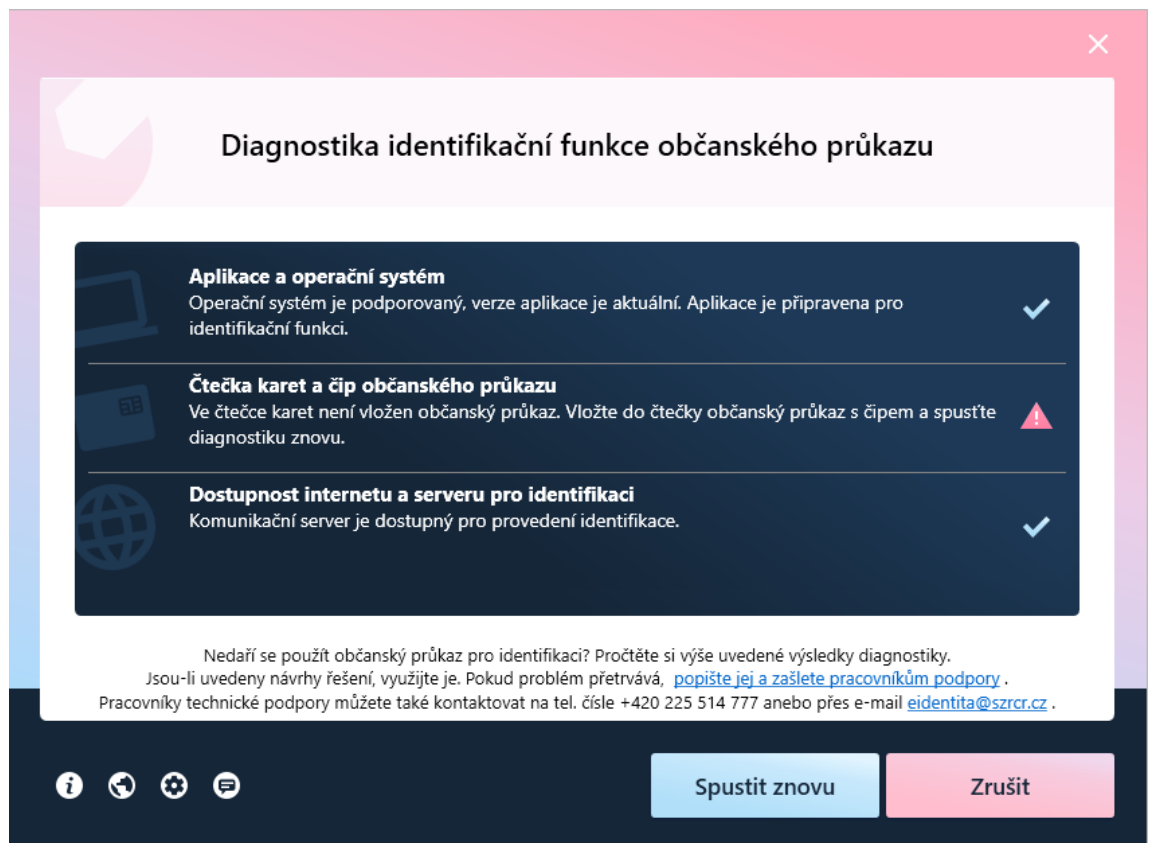 Diagnostika identifikační funkce občanského průkazu
Aplikace a operační systém
Operační systém je podporovaný, verze aplikace je aktuální. Aplikace je připravena pro
identifikační funkci.
Čtečka karet a čip občanského průkazu
Ve čtečce karet není vložen občanský průkaz. Vložte do čtečky občanský průkaz s čipem a spusťte
diagnostiku znovu.
Dostupnost internetu a serveru pro identifikaci
Komunikační server je dostupný pro provedení identifikace.
Nedaří se použít občanský průkaz pro identifikaci? Pročtěte si výše uvedené výsledky diagnostiky.
Jsou-li uvedeny návrhy řešení, využijte je. Pokud problém přetrvává, popište jej a zašlete pracovníkům podpory .
Pracovníky technické podpory můžete také kontaktovat na tel. čísle +420 225 514 777 anebo přes e-mail eidentita@szrcr.cz .
Spustit znovu
Zrušit